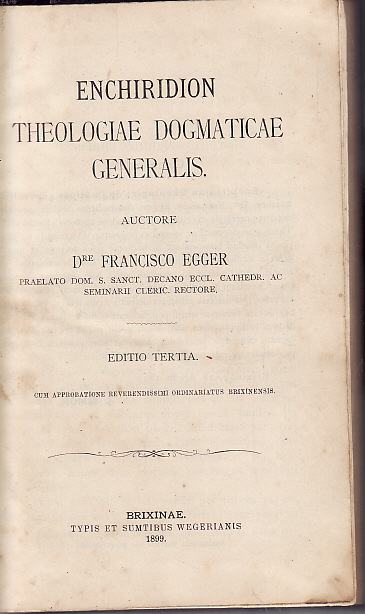 ENCHIRIDION
THEOLOGIAE DOGMATICAE
GENERALIS.
AUCTORE
DRE FRANCISCO EGGER
PRAELATO DOM. S. SANCT. DECANO ECCL. CATHEDR. AC
SEMINARII CLERIC. RECTORE.
EDITIO TERTIA.
CUM APPROBATIONE REVERENDISSIMI ORDINARIATUS BRIXINENSIS.
BRIXINAE.
TYPIS ET SUMTIBUS WEGERIANIS
1899.